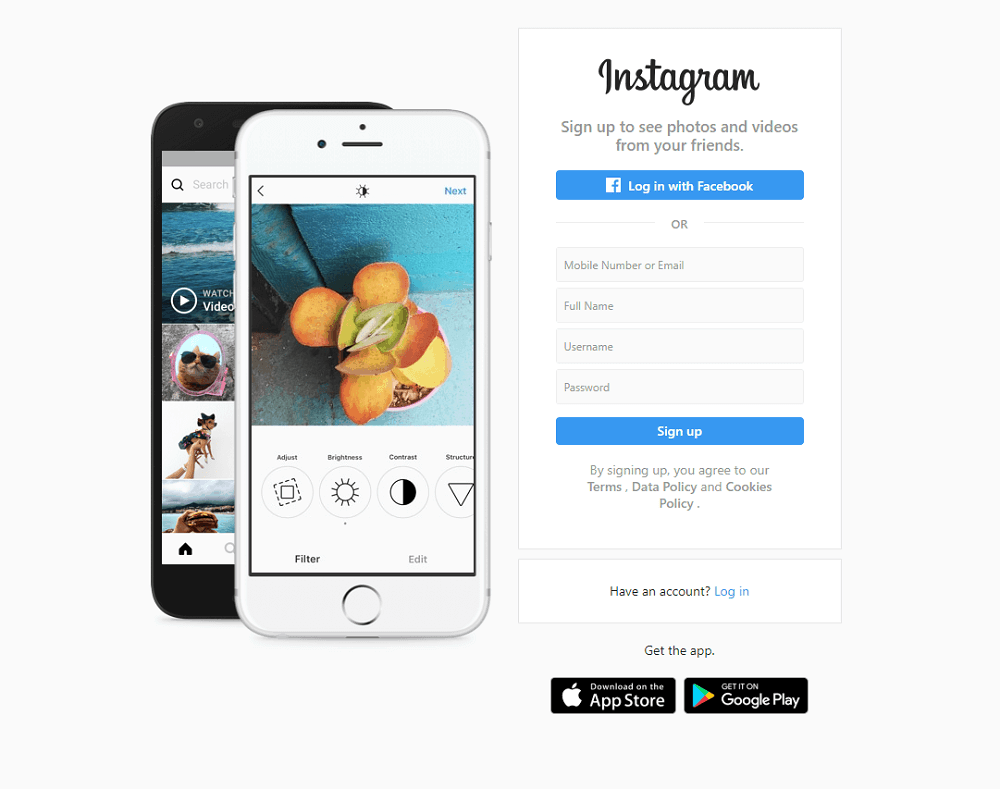 Search
WATCH
Video
Next
Adjust
Brightness
Contrast
Structure
Filter
Edit
Instagram
Sign up to see photos and videos
from your friends.
Log in with Facebook
OR
Mobile Number or Email
Full Name
Username
Password
Sign up
By signing up, you agree to our
Terms , Data Policy and Cookies
Policy .
Have an account? Log in
Get the app.
Download on the
App Store
GET IT ON
Google Play